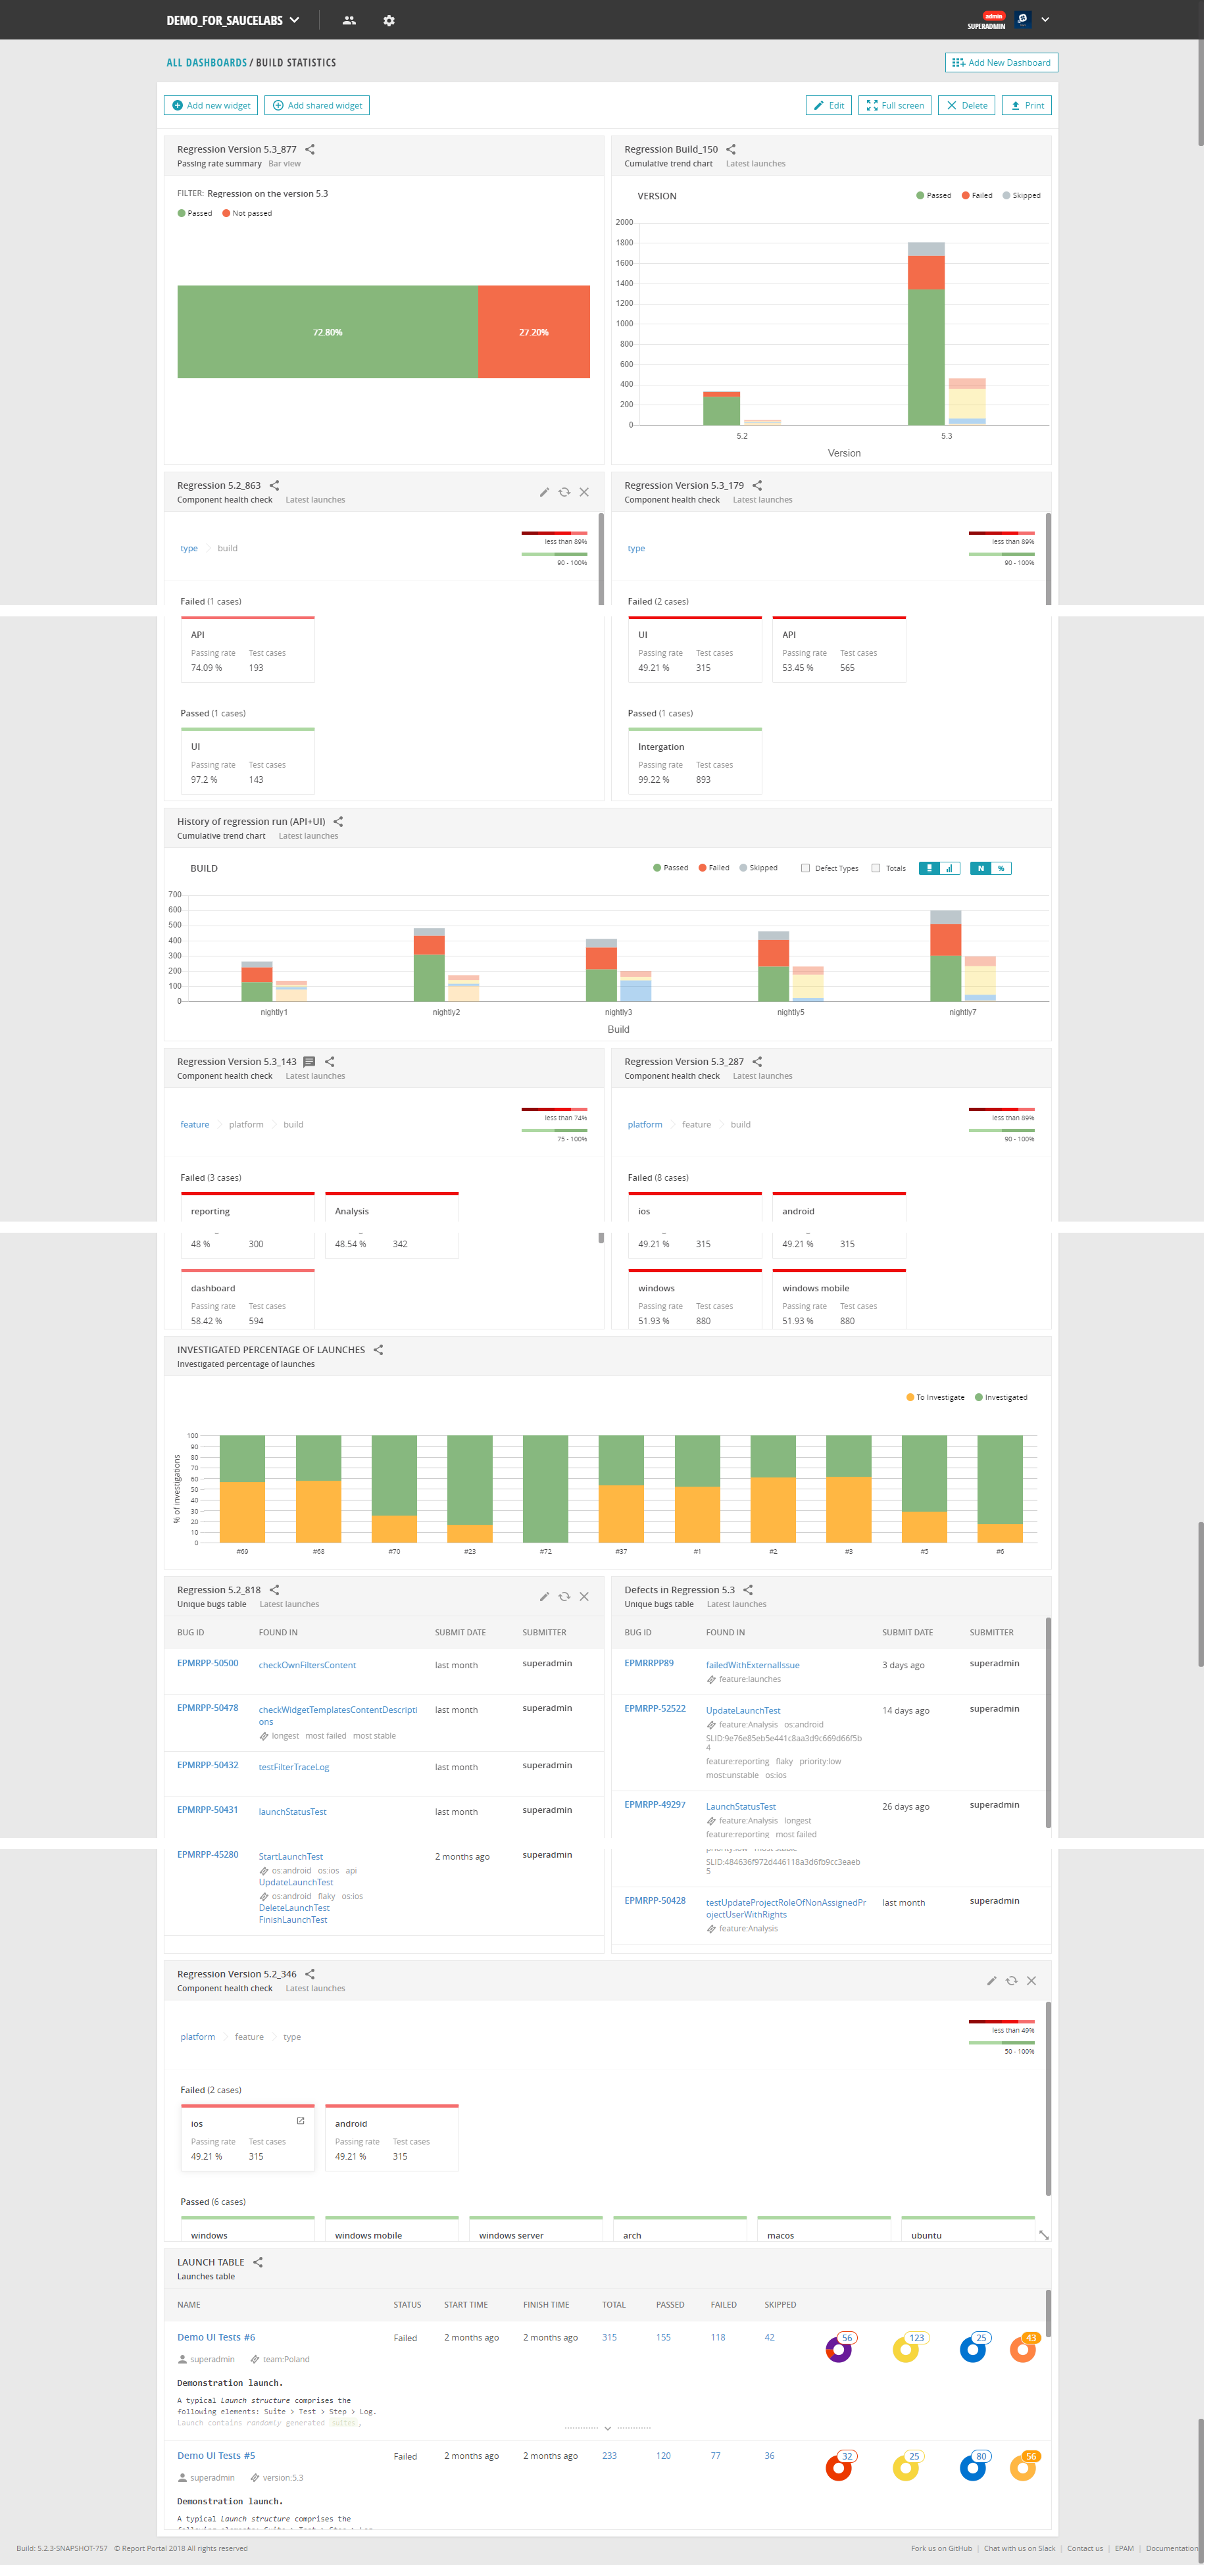 DEMO_FOR_SAUCELABS
admin
SUPERADMIN
ALL DASHBOARDS / BUILD STATISTICS
Add New Dashboard
Add new widget Add shared widget Edit Full screen Delete Print
Regression Version 5.3_877
Passing rate summary Bar view
FILTER: Regression on the version 5.3
Passed Not passed
72.80% 27.20%
Regression Build_150
Cumulative trend chart Latest launches
VERSION Passed Failed Skipped
2000
1800
1600
1400
1200
1000
800
600
400
200
0
5.2 5.3
Version
Regression 5.2_863
Component health check Latest launches
less than 89%
type build
90 - 100%
Failed (1 cases)
API
Passing rate Test cases
74.09 % 193
Passed (1 cases)
UI
Passing rate Test cases
97.2 % 143
Regression Version 5.3_179
Component health check Latest launches
less than 89%
type
90 - 100%
Failed (2 cases)
UI API
Passing rate Test cases Passing rate Test cases
49.21 % 315 53.45 % 565
Passed (1 cases)
Intergation
Passing rate Test cases
99.22 % 893
History of regression run (API+UI)
Cumulative trend chart Latest launches
BUILD Passed Failed Skipped Defect Types Totals N %
700
600
500
400
300
200
100
0
nightly1 nightly2 nightly3 nightly5 nightly7
Build
Regression Version 5.3_143
Component health check Latest launches
less than 74%
feature platform build
75 - 100%
Failed (3 cases)
reporting Analysis
48 % 300 48.54 % 342
dashboard
Passing rate Test cases
58.42 % 594
Regression Version 5.3_287
Component health check Latest launches
less than 89%
platform feature build
90 - 100%
Failed (8 cases)
ios android
49.21 % 315 49.21 % 315
windows windows mobile
Passing rate Test cases Passing rate Test cases
51.93 % 880 51.93 % 880
INVESTIGATED PERCENTAGE OF LAUNCHES
Investigated percentage of launches
To Investigate Investigated
% of investigations
100
90
80
70
60
50
40
30
20
10
0
#69 #68 #70 #23 #72 #37 #1 #2 #3 #5 #6
Regression 5.2_818
Unique bugs table Latest launches
BUG ID FOUND IN SUBMIT DATE SUBMITTER
EPMRPP-50500 checkOwnFiltersContent last month superadmin
EPMRPP-50478 checkWidgetTemplatesContentDescripti last month superadmin
ons
longest most failed most stable
EPMRPP-50432 testFilterTraceLog last month superadmin
EPMRPP-50431 launchStatusTest last month superadmin
EPMRPP-45280 StartLaunchTest 2 months ago superadmin
os:android os:ios api
UpdateLaunchTest
os:android flaky os:ios
DeleteLaunchTest
FinishLaunchTest
Defects in Regression 5.3
Unique bugs table Latest launches
BUG ID FOUND IN SUBMIT DATE SUBMITTER
EPMRRPP89 failedWithExternalIssue 3 days ago superadmin
feature:launches
EPMRPP-52522 UpdateLaunchTest 14 days ago superadmin
feature:Analysis os:android
SLID:9e76e85eb5e441c8aa3d9c669d66f5b
4
feature:reporting flaky priority:low
most:unstable os:ios
EPMRPP-49297 LaunchStatusTest 26 days ago superadmin
feature:Analysis longest
feature:reporting most failed
SLID:484636f972d446118a3d6fb9cc3eaeb
5
EPMRPP-50428 testUpdateProjectRoleOfNonAssignedPr last month superadmin
ojectUserWithRights
feature:Analysis
Regression Version 5.2_346
Component health check Latest launches
less than 49%
platform feature type
50 - 100%
Failed (2 cases)
ios android
Passing rate Test cases Passing rate Test cases
49.21 % 315 49.21 % 315
Passed (6 cases)
windows windows mobile windows server arch macos ubuntu
LAUNCH TABLE
Launches table
NAME STATUS START TIME FINISH TIME TOTAL PASSED FAILED SKIPPED
Demo UI Tests #6 Failed 2 months ago 2 months ago 315 155 118 42 56 123 25 43
superadmin team:Poland
Demonstration launch.
A typical Launch structure comprises the
following elements: Suite > Test > Step > Log.
Launch contains randomly generated suites,
Demo UI Tests #5 Failed 2 months ago 2 months ago 233 120 77 36 32 25 80 56
superadmin version:5.3
Demonstration launch.
A typical Launch structure comprises the
Build: 5.2.3-SNAPSHOT-757 © Report Portal 2018 All rights reserved
Fork us on GitHub | Chat with us on Slack | Contact us | EPAM | Documentation